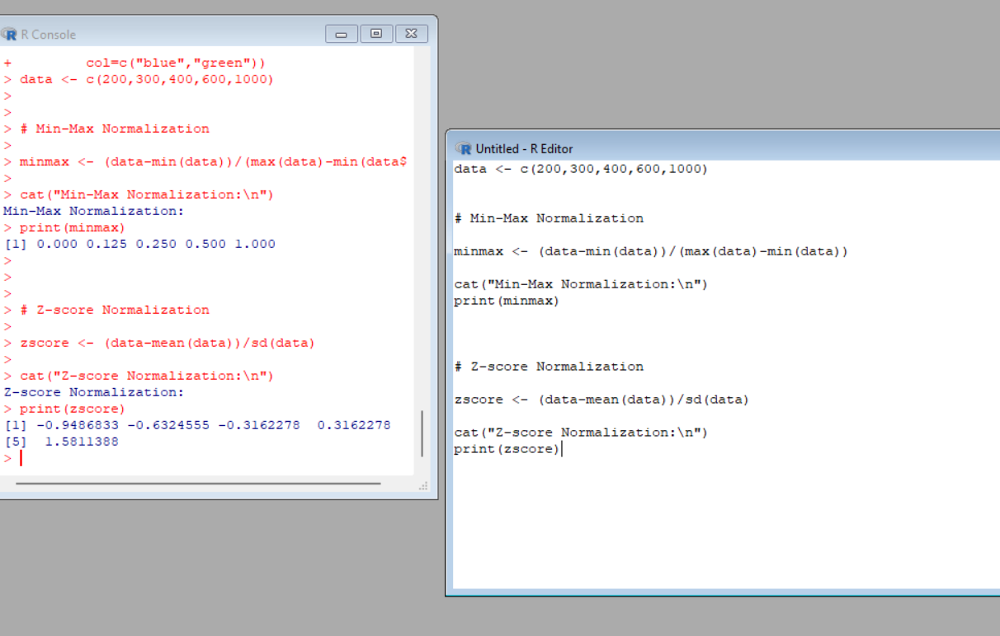 R Console
+          col=c("blue","green"))
> data <- c(200,300,400,600,1000)
>
>
> # Min-Max Normalization
>
> minmax <- (data-min(data))/(max(data)-min(data$
>
> cat("Min-Max Normalization:\n")
Min-Max Normalization:
> print(minmax)
[1] 0.000 0.125 0.250 0.500 1.000
>
>
>
> # Z-score Normalization
>
> zscore <- (data-mean(data))/sd(data)
>
> cat("Z-score Normalization:\n")
Z-score Normalization:
> print(zscore)
[1] -0.9486833 -0.6324555 -0.3162278  0.3162278
[5]  1.5811388
>
Untitled - R Editor
data <- c(200,300,400,600,1000)
# Min-Max Normalization
minmax <- (data-min(data))/(max(data)-min(data))
cat("Min-Max Normalization:\n")
print(minmax)
# Z-score Normalization
zscore <- (data-mean(data))/sd(data)
cat("Z-score Normalization:\n")
print(zscore)